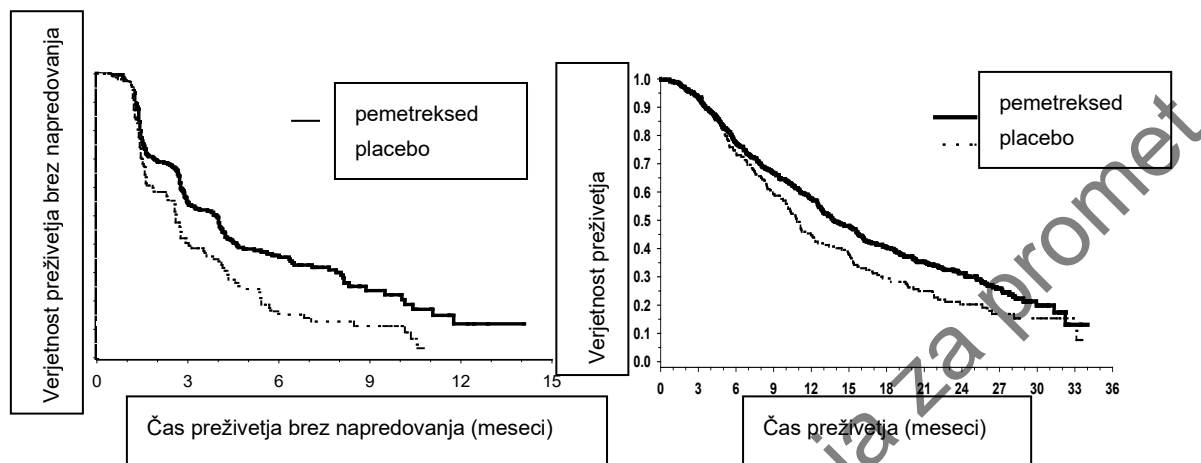 Verjetnost preživetja brez napredovanja
pemetreksed
placebo
0 3 6 9 12 15
Čas preživetja brez napredovanja (meseci)
Verjetnost preživetja
1.0
0.9
0.8
0.7
0.6
0.5
0.4
0.3
0.2
0.1
0.0
pemetreksed
placebo
0 3 6 9 12 15 18 21 24 27 30 33 36
Čas preživetja (meseci)
ja za promet